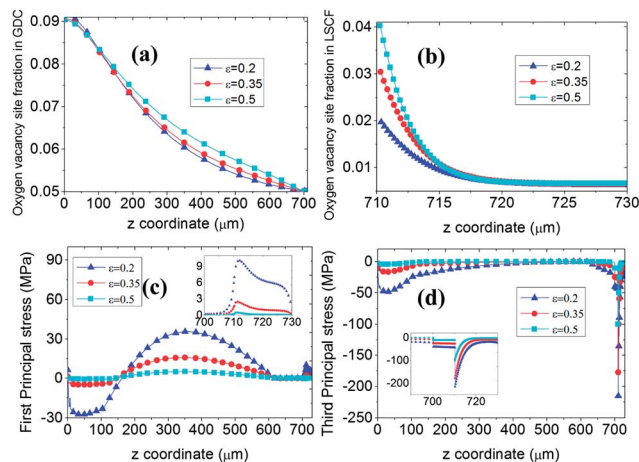 Oxygen vacancy site fraction in GDC
0.09
0.08
0.07
0.06
0.05
(a)
ε=0.2
ε=0.35
ε=0.5
0 100 200 300 400 500 600 700
z coordinate (μm)
Oxygen vacancy site fraction in LSCF
0.04
0.03
0.02
0.01
(b)
ε=0.2
ε=0.35
ε=0.5
710 715 720 725 730
z coordinate (μm)
First Principal stress (MPa)
90
60
30
0
-30
ε=0.2
ε=0.35
ε=0.5
(c)
9
6
3
0
700 710 720 730
0 100 200 300 400 500 600 700
z coordinate (μm)
Third Principal stress (MPa)
0
-50
-100
-150
-200
-250
(d)
ε=0.2
ε=0.35
ε=0.5
0
-100
-200
700 720
0 100 200 300 400 500 600 700
z coordinate (μm)